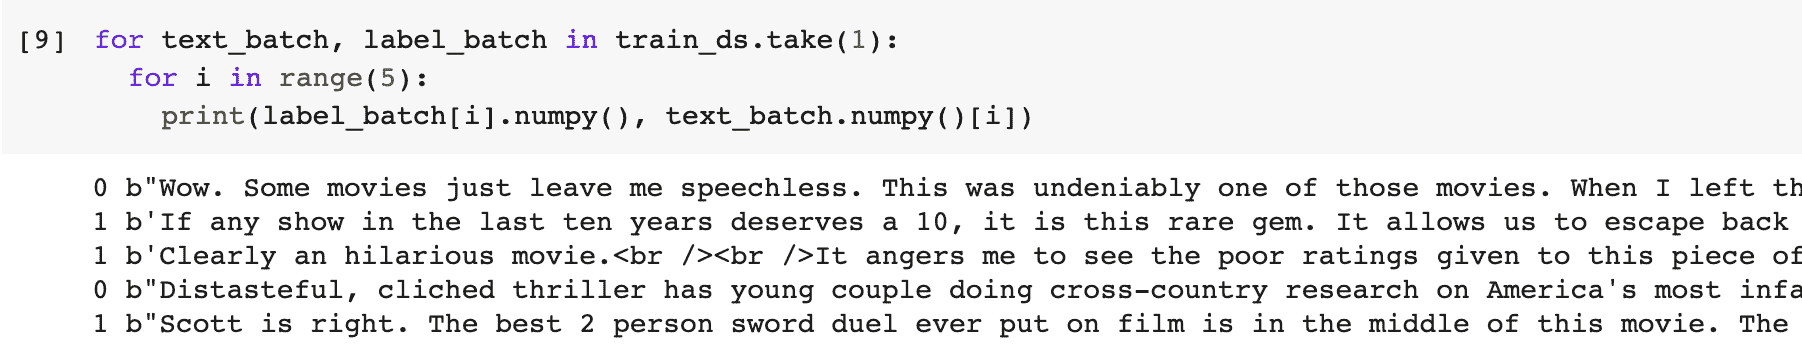 [9] for text_batch, label_batch in train_ds.take(1):
for i in range(5):
print(label_batch[i].numpy(), text_batch.numpy()[i])
0 b"Wow. Some movies just leave me speechless. This was undeniably one of those movies. When I left th
1 b'If any show in the last ten years deserves a 10, it is this rare gem. It allows us to escape back
1 b'Clearly an hilarious movie.<br /><br />It angers me to see the poor ratings given to this piece of
0 b"Distasteful, cliched thriller has young couple doing cross-country research on America's most infa
1 b"Scott is right. The best 2 person sword duel ever put on film is in the middle of this movie. The